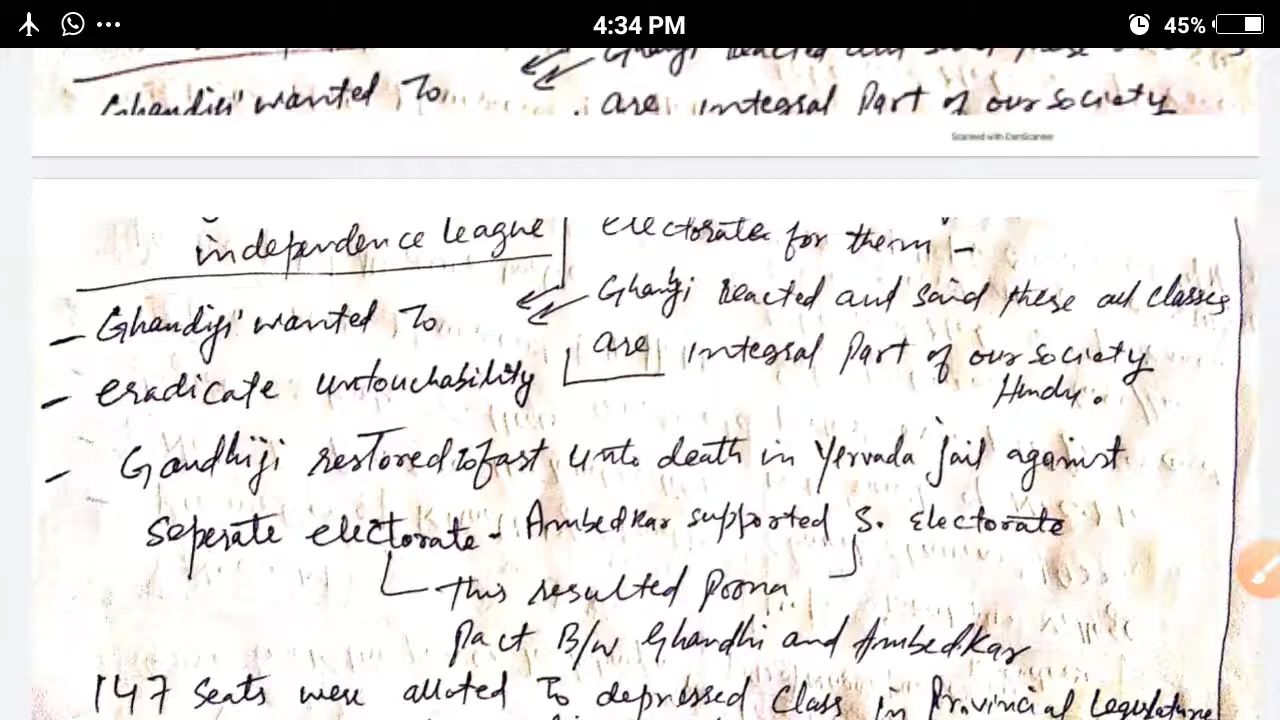 4:34 PM
45%
Ghandiji wanted To
are integral Part of our society
Scanned with CamScanner
independence league
electorate for them -
- Ghandiji wanted To
Ghangi reacted and said these all classes
- eradicate untouchability
are integral Part of our society
Hindu.
- Gandhiji restored to fast unto death in Yervada Jail against
seperate electorate - Ambedkar supported S. Electorate
This resulted Poona
Pact B/w Ghandhi and Ambedkar
147 seats were alloted To depressed Class in Provincial Legislature